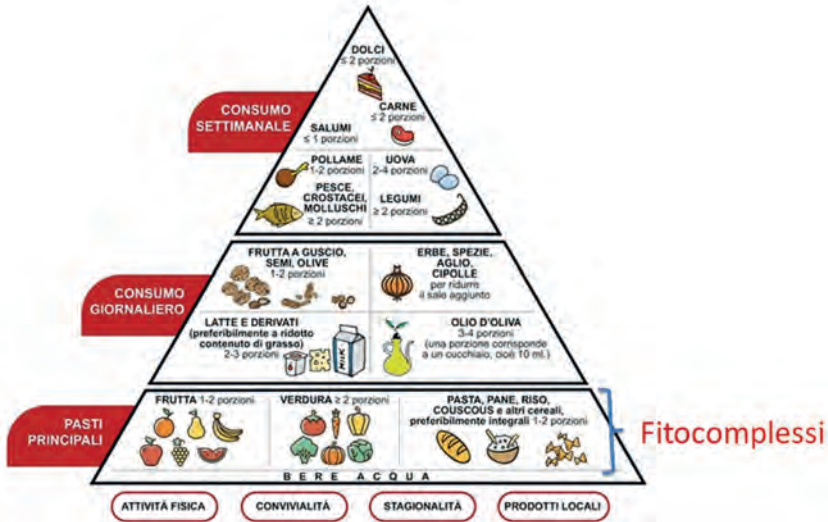 DOLCI
≤ 2 porzioni
CONSUMO
SETTIMANALE
CARNE
≤ 2 porzioni
SALUMI
≤ 1 porzioni
POLLAME
1-2 porzioni
UOVA
2-4 porzioni
PESCE,
CROSTACEI,
MOLLUSCHI
≥ 2 porzioni
LEGUMI
≥ 2 porzioni
CONSUMO
GIORNALIERO
FRUTTA A GUSCIO,
SEMI, OLIVE
1-2 porzioni
ERBE, SPEZIE,
AGLIO,
CIPOLLE
per ridurre
il sale aggiunto
LATTE E DERIVATI
(preferibilmente a ridotto
contenuto di grasso)
2-3 porzioni
MILK
OLIO D'OLIVA
3-4 porzioni
(una porzione corrisponde
a un cucchiaio, cioè 10 ml.)
PASTI
PRINCIPALI
FRUTTA 1-2 porzioni
VERDURA ≥ 2 porzioni
PASTA, PANE, RISO,
COUSCOUS e altri cereali,
preferibilmente integrali 1-2 porzioni
Fitocomplessi
BERE ACQUA
ATTIVITÀ FISICA
CONVIVIALITÀ
STAGIONALITÀ
PRODOTTI LOCALI